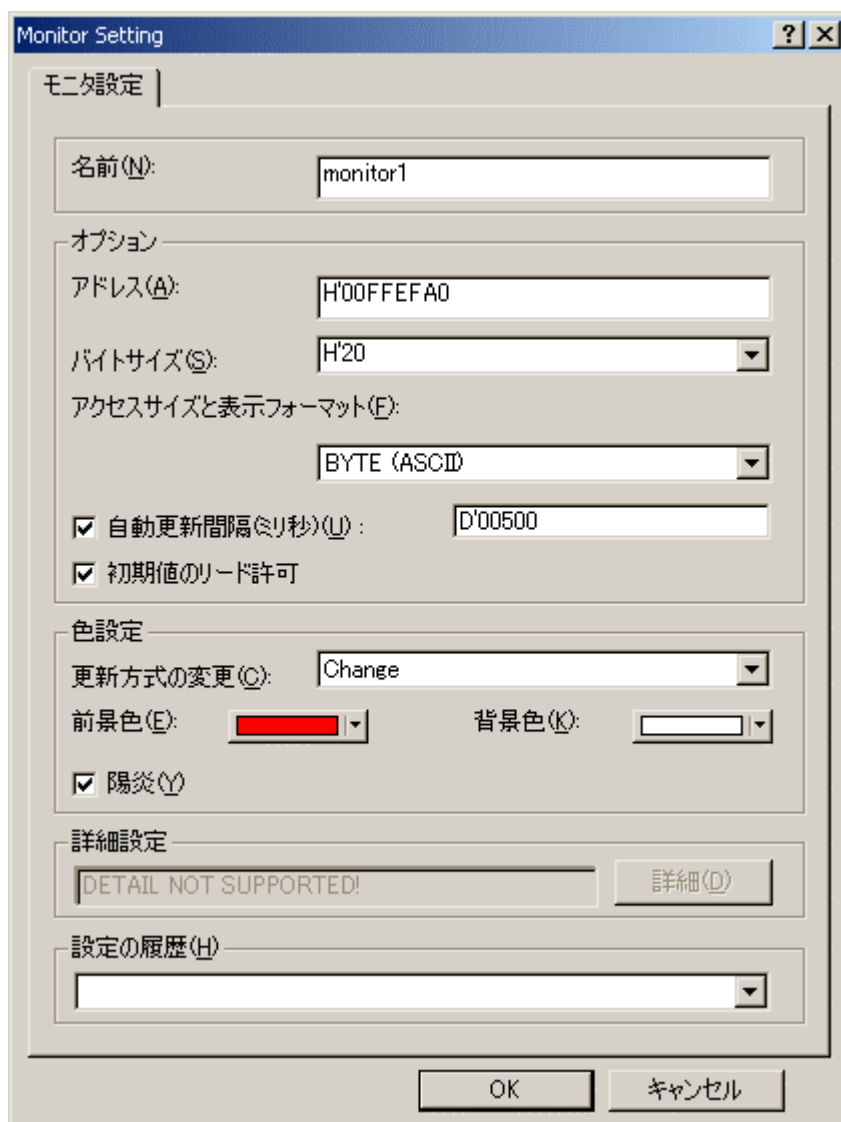 Monitor Setting
モニタ設定
名前(N):
monitor1
オプション
アドレス(A):
H'00FFEFA0
バイトサイズ(S):
H'20
アクセスサイズと表示フォーマット(F):
BYTE (ASCII)
自動更新間隔(ミリ秒)(U) :
D'00500
初期値のリード許可
色設定
更新方式の変更(C):
Change
前景色(E):
背景色(K):
陽炎(Y)
詳細設定
DETAIL NOT SUPPORTED!
詳細(D)
設定の履歴(H)
OK
キャンセル